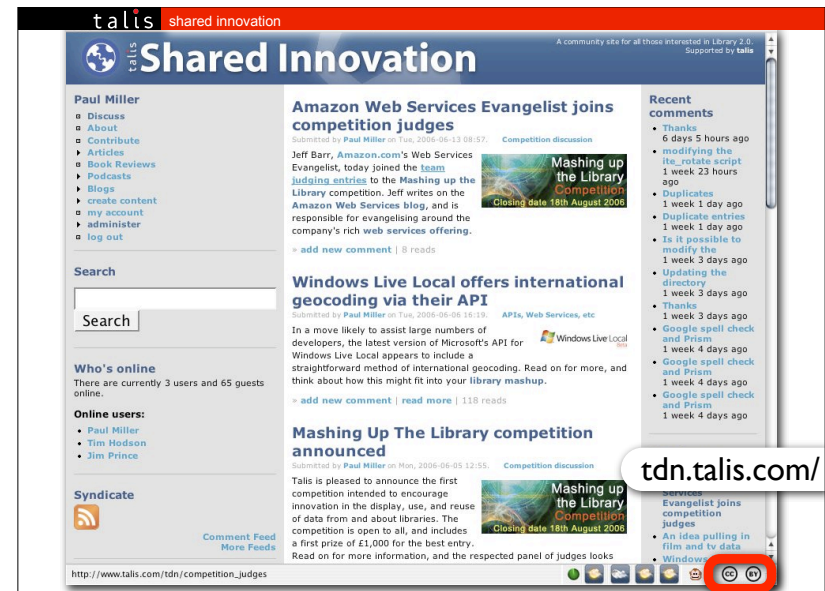 talis shared innovation
talis Shared Innovation
A community site for all those interested in Library 2.0.
Supported by talis
Paul Miller
Discuss
About
Contribute
Articles
Book Reviews
Podcasts
Blogs
create content
my account
administer
log out
Search
Search
Who's online
There are currently 3 users and 65 guests
online.
Online users:
Paul Miller
Tim Hodson
Jim Prince
Syndicate
Comment Feed
More Feeds
Amazon Web Services Evangelist joins
competition judges
Submitted by Paul Miller on Tue, 2006-06-13 08:57. Competition discussion
Jeff Barr, Amazon.com's Web Services
Evangelist, today joined the team
judging entries to the Mashing up the
Library competition. Jeff writes on the
Amazon Web Services blog, and is
responsible for evangelising around the
company's rich web services offering.
Mashing up
the Library
Competition
Closing date 18th August 2006
» add new comment | 8 reads
Windows Live Local offers international
geocoding via their API
Submitted by Paul Miller on Tue, 2006-06-06 16:19. APIs, Web Services, etc
In a move likely to assist large numbers of
developers, the latest version of Microsoft's API for
Windows Live Local appears to include a
straightforward method of international geocoding. Read on for more, and
think about how this might fit into your library mashup.
Windows Live Local
Beta
» add new comment | read more | 118 reads
Mashing Up The Library competition
announced
Submitted by Paul Miller on Mon, 2006-06-05 12:55. Competition discussion
Talis is pleased to announce the first
competition intended to encourage
innovation in the display, use, and reuse
of data from and about libraries. The
competition is open to all, and includes
a first prize of £1,000 for the best entry.
Read on for more information, and the respected panel of judges looks
Mashing up
the Library
Competition
Closing date 18th August 2006
Recent
comments
Thanks
6 days 5 hours ago
modifying the
ite_rotate script
1 week 23 hours
ago
Duplicates
1 week 1 day ago
Duplicate entries
1 week 1 day ago
Is it possible to
modify the
1 week 3 days ago
Updating the
directory
1 week 3 days ago
Thanks
1 week 3 days ago
Google spell check
and Prism
1 week 4 days ago
Google spell check
and Prism
1 week 4 days ago
Google spell check
and Prism
1 week 4 days ago
tdn.talis.com/
Services
Evangelist joins
competition
judges
An idea pulling in
film and tv data
Windows
http://www.talis.com/tdn/competition_judges
CC BY